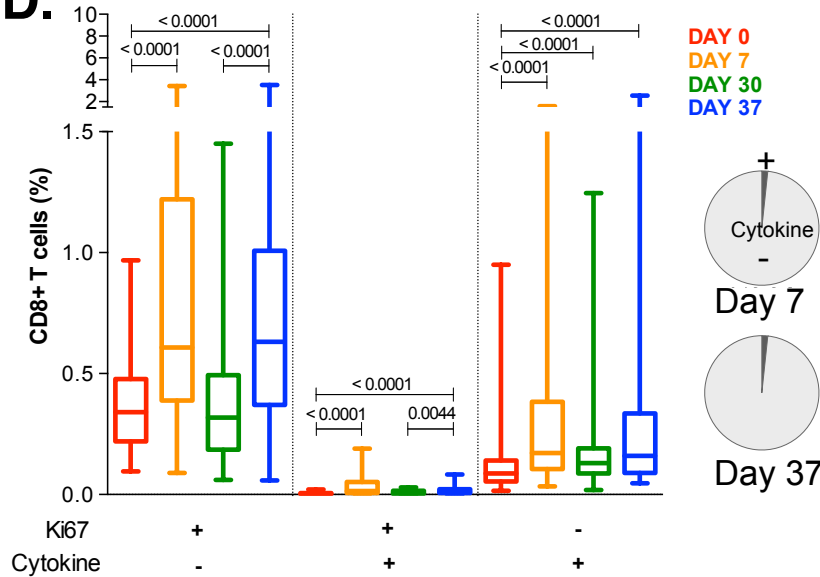 D.
10
8
6
4
2
1.5
1.0
0.5
0.0
CD8+ T cells (%)
< 0.0001
< 0.0001 < 0.0001
< 0.0001
< 0.0001 0.0044
< 0.0001
< 0.0001
< 0.0001
DAY 0
DAY 7
DAY 30
DAY 37
+
Cytokine
-
Day 7
Day 37
Ki67 + + -
Cytokine - + +